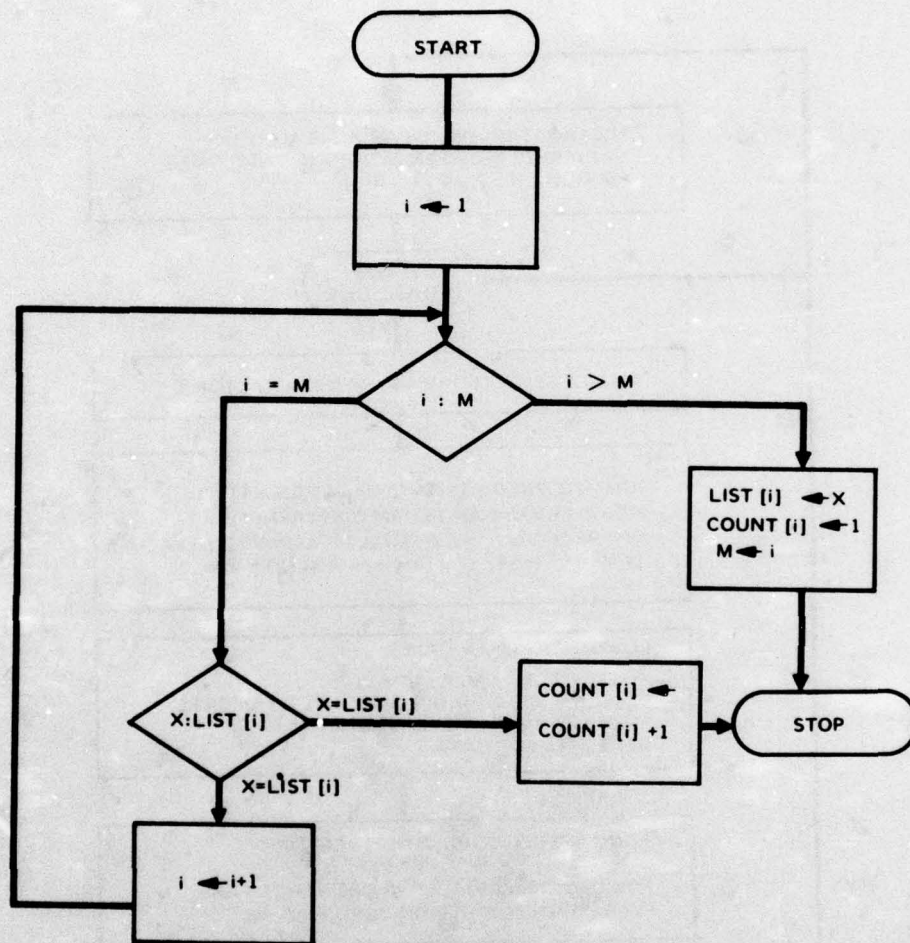 START
i ← 1
i = M
i : M
i > M
LIST [i] ← X
COUNT [i] ← 1
M ← i
X:LIST [i]
X=LIST [i]
COUNT [i] ←
COUNT [i] +1
STOP
X=LIST [i]
i ← i+1